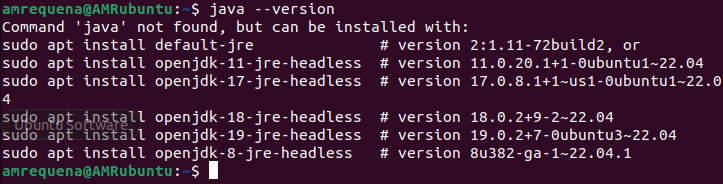 amrequena@AMRubuntu:~$ java --version
Command 'java' not found, but can be installed with:
sudo apt install default-jre              # version 2:1.11-72build2, or
sudo apt install openjdk-11-jre-headless  # version 11.0.20.1+1-0ubuntu1~22.04
sudo apt install openjdk-17-jre-headless  # version 17.0.8.1+1~us1-0ubuntu1~22.0
4
sudo apt install openjdk-18-jre-headless  # version 18.0.2+9-2~22.04
Ubuntu Software
sudo apt install openjdk-19-jre-headless  # version 19.0.2+7-0ubuntu3~22.04
sudo apt install openjdk-8-jre-headless   # version 8u382-ga-1~22.04.1
amrequena@AMRubuntu:~$